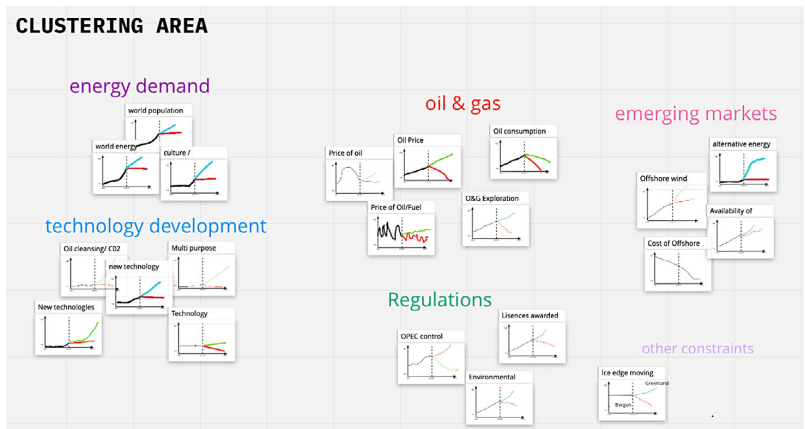 CLUSTERING AREA
energy demand
world population
world energy
culture /
technology development
Oil cleansing/ CO2
Multi purpose
new technology
New technologies
Technology
oil & gas
Price of oil
Oil Price
Oil consumption
Price of Oil/Fuel
O&G Exploration
Regulations
OPEC control
Lisences awarded
Environmental
emerging markets
alternative energy
Offshore wind
Availability of
Cost of Offshore
other constraints
Ice edge moving
Greenland
Bergen